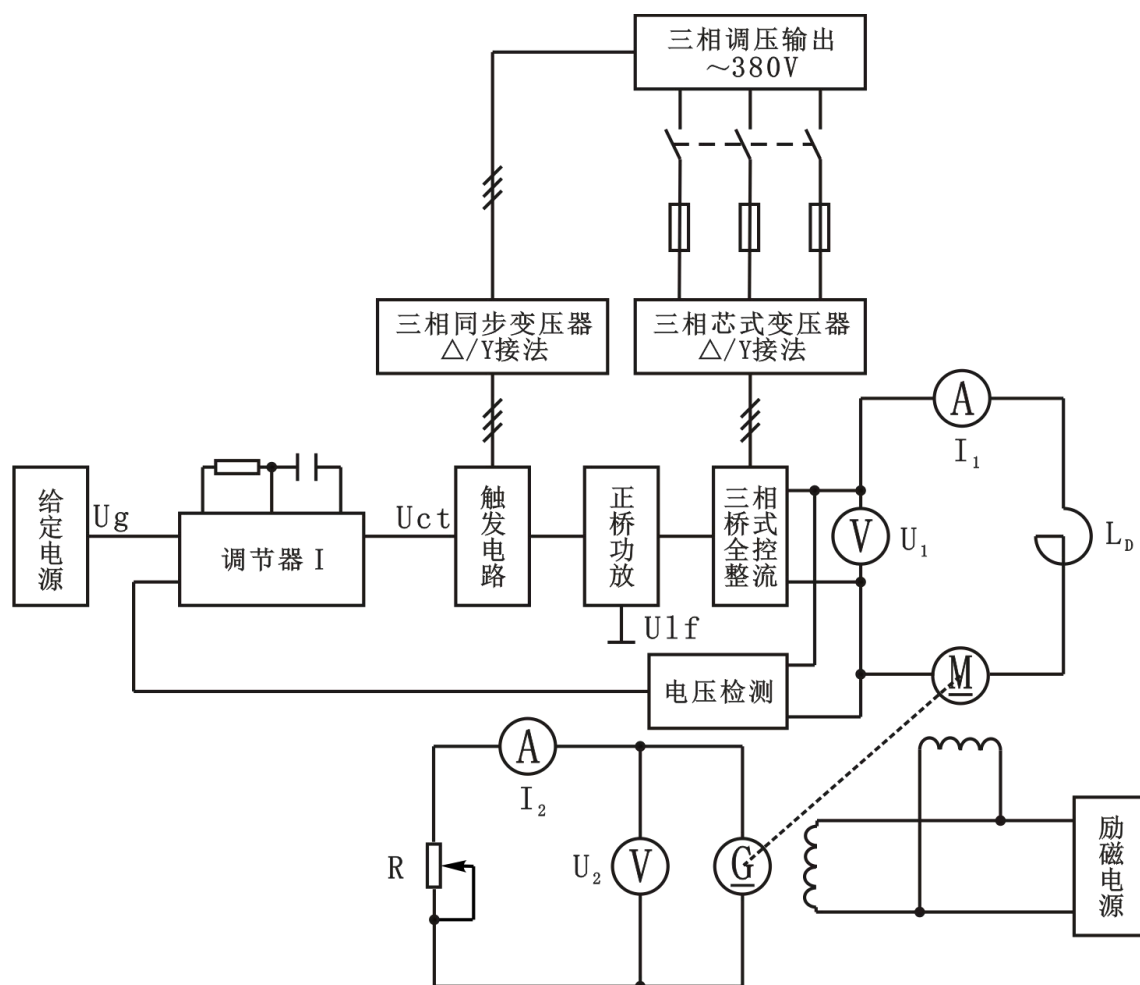 三相调压输出
～380V
三相同步变压器
△/Y接法
三相芯式变压器
△/Y接法
A
I₁
给定电源
Ug
调节器 I
Uct
触发电路
正桥功放
三相桥式全控整流
V
U₁
L_D
Ulf
电压检测
M
A
I₂
R
U₂
V
G
励磁电源